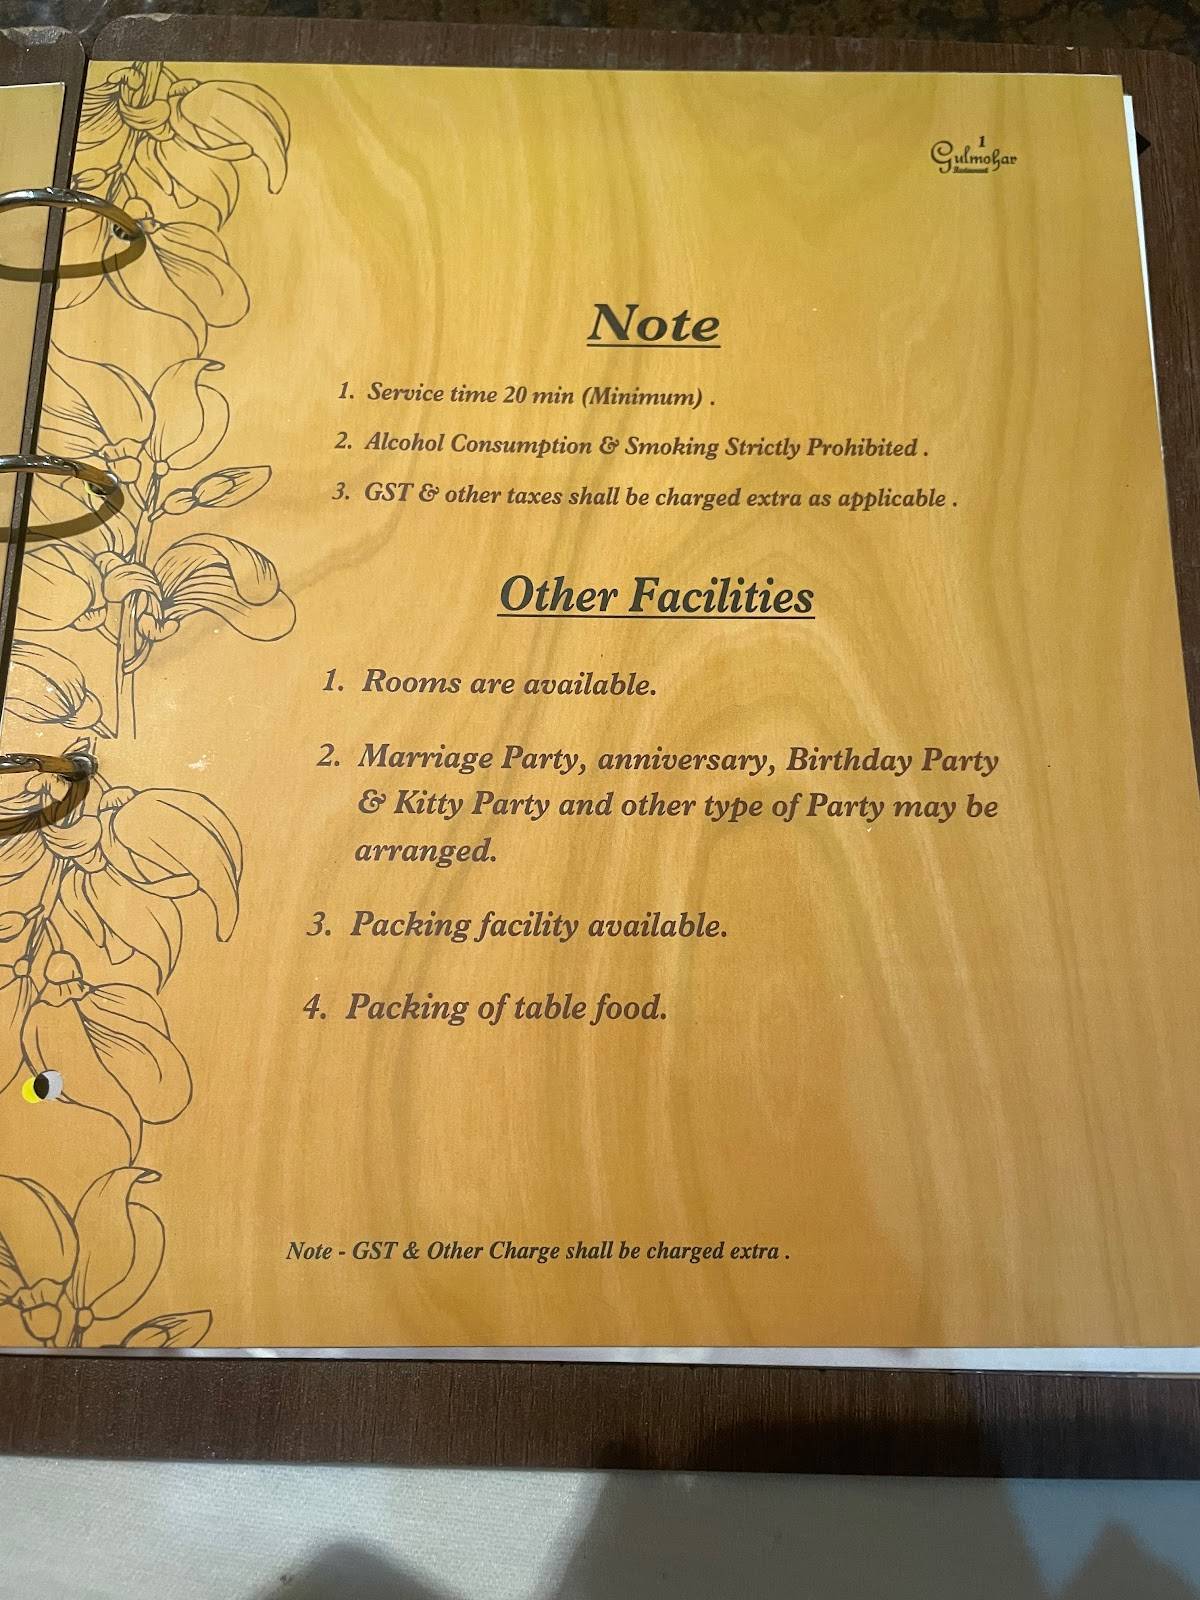 1
Gulmohar
Restaurant
Note
1. Service time 20 min (Minimum) .
2. Alcohol Consumption & Smoking Strictly Prohibited .
3. GST & other taxes shall be charged extra as applicable .
Other Facilities
1. Rooms are available.
2. Marriage Party, anniversary, Birthday Party
& Kitty Party and other type of Party may be
arranged.
3. Packing facility available.
4. Packing of table food.
Note - GST & Other Charge shall be charged extra .